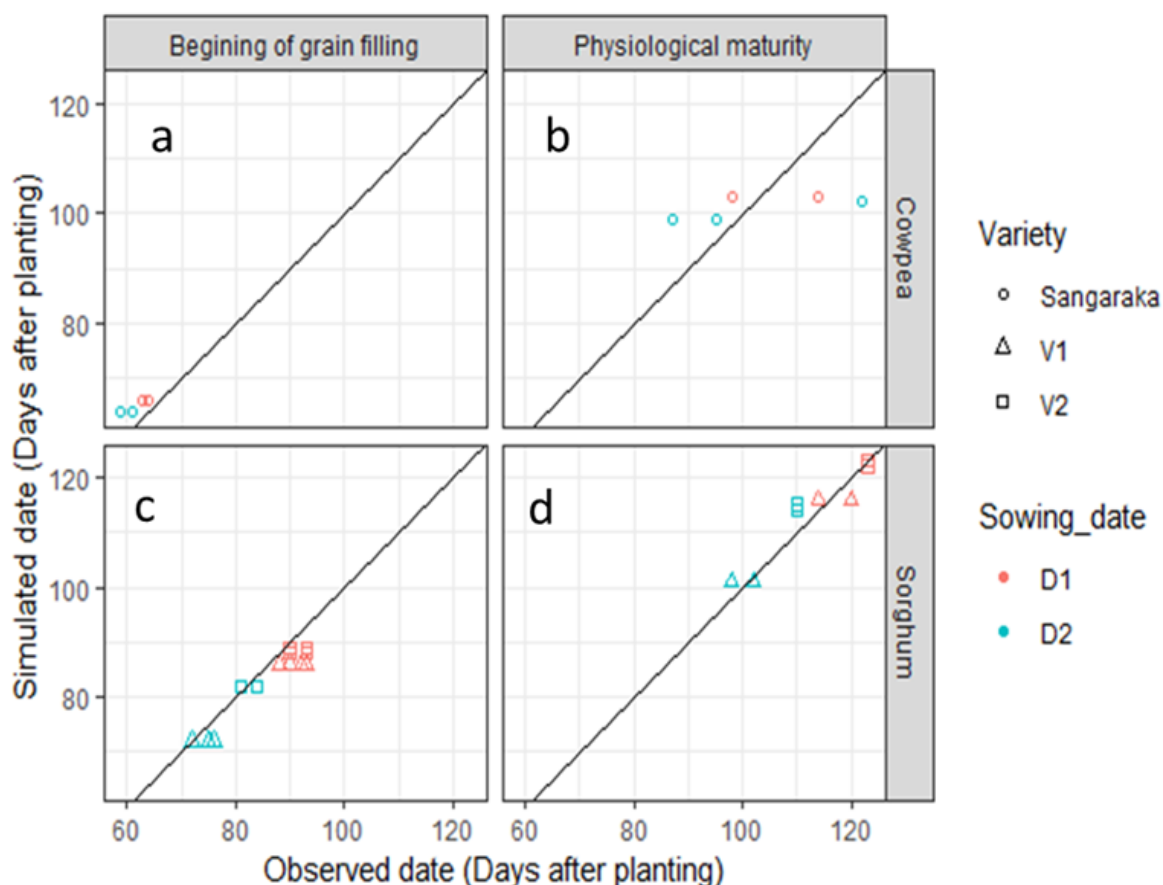 Begining of grain filling
Physiological maturity
Simulated date (Days after planting)
120
100
80
a
b
Cowpea
120
100
80
c
d
Sorghum
60 80 100 120
60 80 100 120
Observed date (Days after planting)
Variety
Sangaraka
V1
V2
Sowing_date
D1
D2